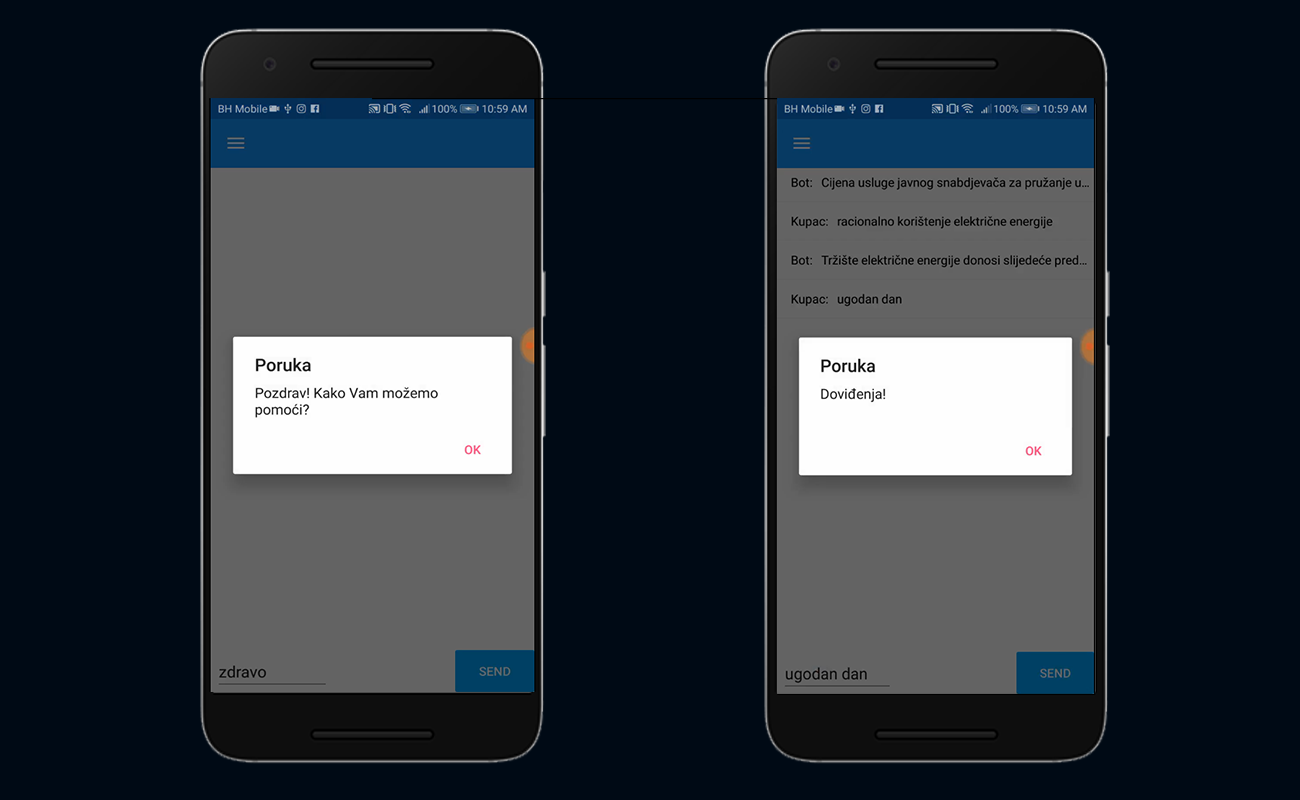 BH Mobile 100% 10:59 AM
Poruka
Pozdrav! Kako Vam možemo
pomoći?
OK
zdravo
SEND
BH Mobile 100% 10:59 AM
Bot: Cijena usluge javnog snabdjevača za pružanje u...
Kupac: racionalno korištenje električne energije
Bot: Tržište električne energije donosi slijedeće pred...
Kupac: ugodan dan
Poruka
Doviđenja!
OK
ugodan dan
SEND